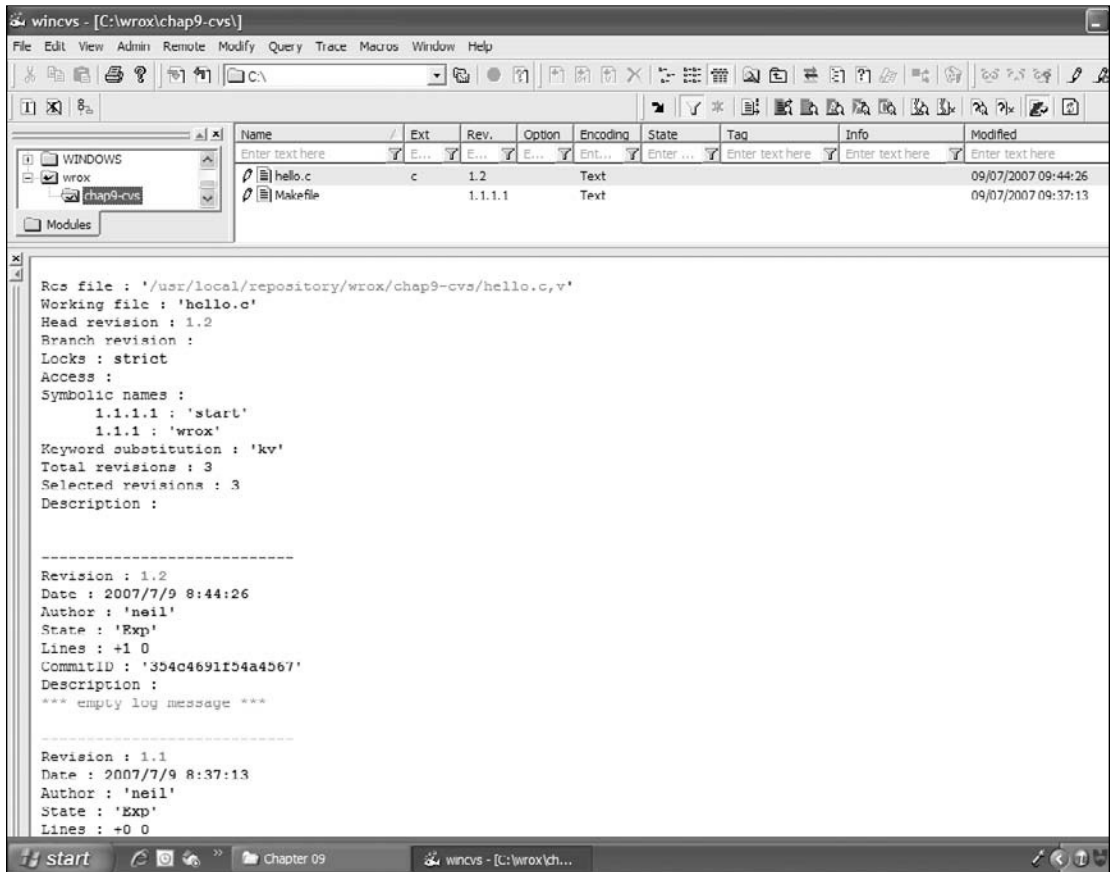 wincvs - [C:\wrox\chap9-cvs\]
File Edit View Admin Remote Modify Query Trace Macros Window Help
C:\
Name / Ext Rev. Option Encoding State Tag Info Modified
Enter text here E... E... E... Ent... Enter ... Enter text here Enter text here Enter text here
WINDOWS
wrox
chap9-cvs
Modules
hello.c c 1.2 Text 09/07/2007 09:44:26
Makefile 1.1.1.1 Text 09/07/2007 09:37:13
Rcs file : '/usr/local/repository/wrox/chap9-cvs/hello.c,v'
Working file : 'hello.c'
Head revision : 1.2
Branch revision :
Locks : strict
Access :
Symbolic names :
1.1.1.1 : 'start'
1.1.1 : 'wrox'
Keyword substitution : 'kv'
Total revisions : 3
Selected revisions : 3
Description :
----------------------------
Revision : 1.2
Date : 2007/7/9 8:44:26
Author : 'neil'
State : 'Exp'
Lines : +1 0
CommitID : '354c4691f54a4567'
Description :
*** empty log message ***
----------------------------
Revision : 1.1
Date : 2007/7/9 8:37:13
Author : 'neil'
State : 'Exp'
Lines : +0 0
start Chapter 09 wincvs - [C:\wrox\ch...